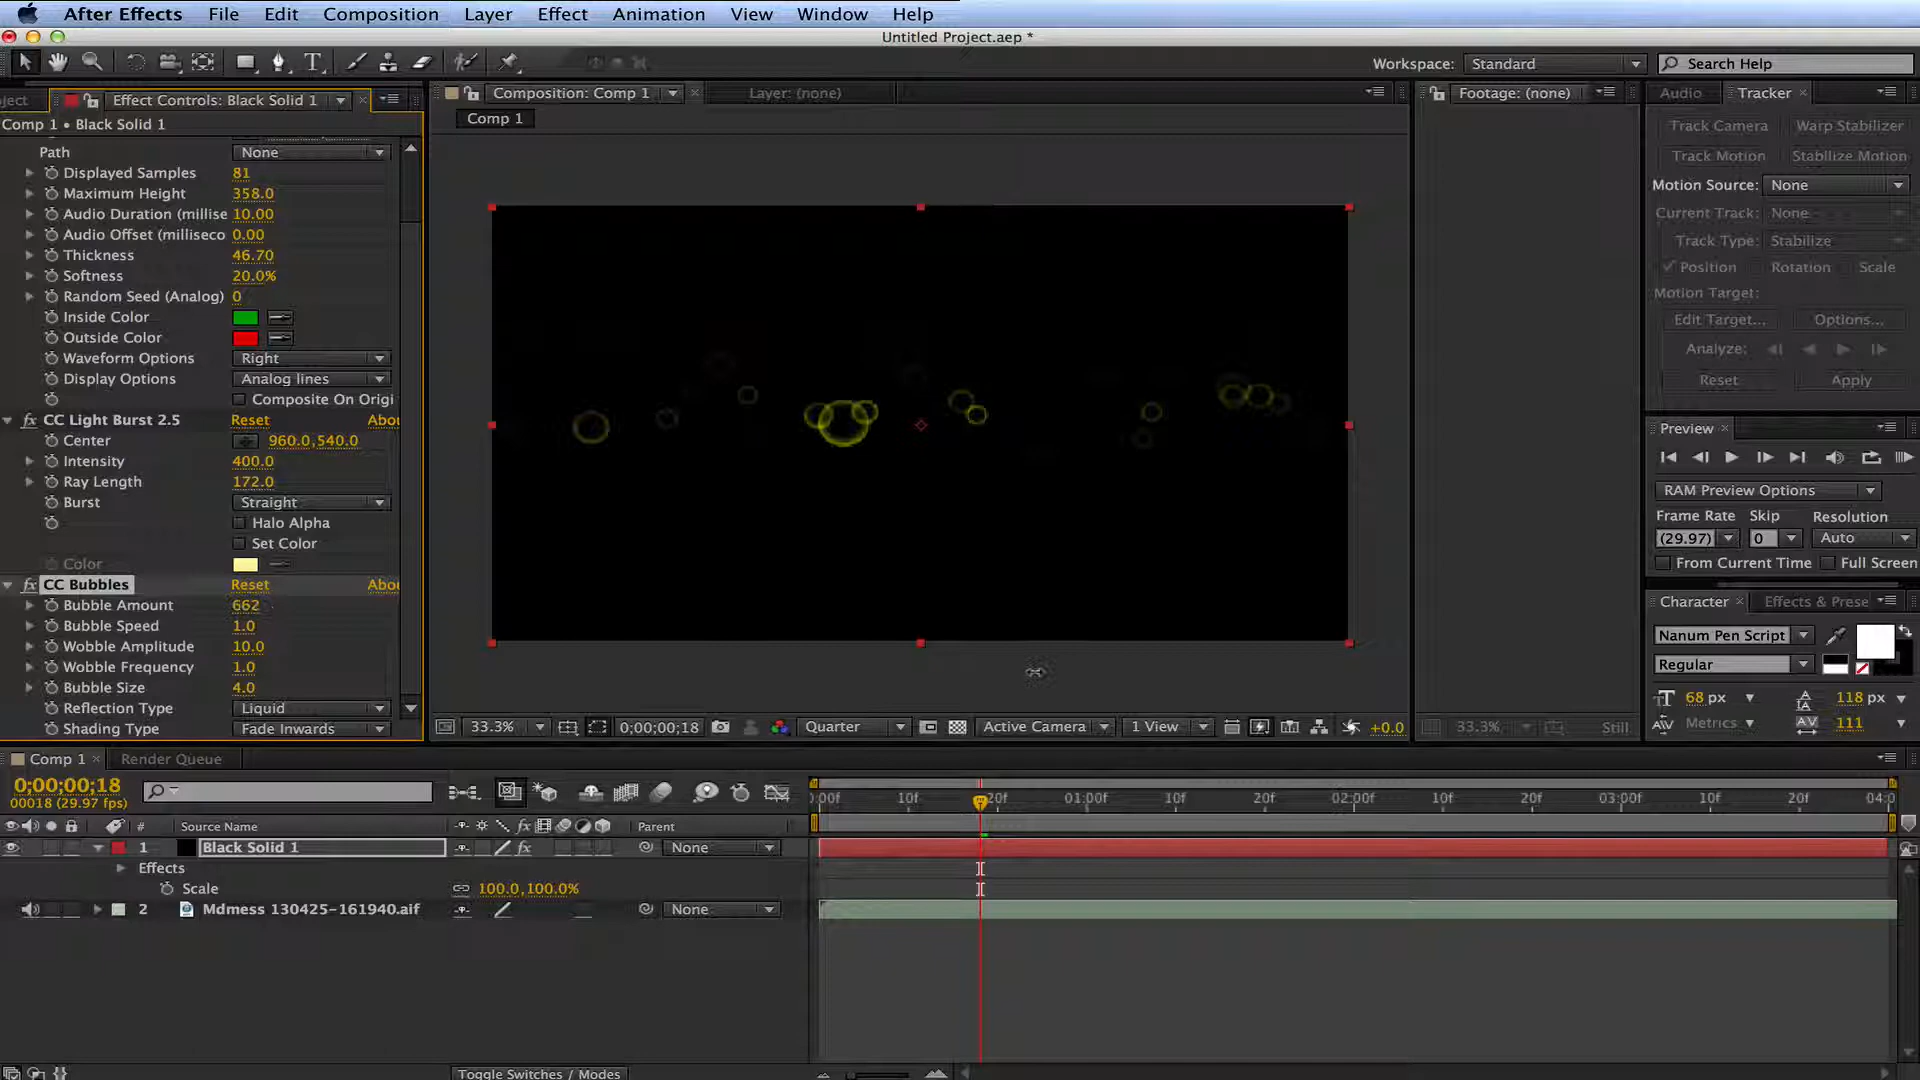 After Effects File Edit Composition Layer Effect Animation View Window Help
Untitled Project.aep *
Workspace: Standard Search Help
ject Effect Controls: Black Solid 1
Comp 1 • Black Solid 1
Path None
Displayed Samples 81
Maximum Height 358.0
Audio Duration (millise 10.00
Audio Offset (milliseco 0.00
Thickness 46.70
Softness 20.0%
Random Seed (Analog) 0
Inside Color
Outside Color
Waveform Options Right
Display Options Analog lines
Composite On Origi
fx CC Light Burst 2.5 Reset Abou
Center 960.0,540.0
Intensity 400.0
Ray Length 172.0
Burst Straight
Halo Alpha
Set Color
Color
fx CC Bubbles Reset Abou
Bubble Amount 662
Bubble Speed 1.0
Wobble Amplitude 10.0
Wobble Frequency 1.0
Bubble Size 4.0
Reflection Type Liquid
Shading Type Fade Inwards
Composition: Comp 1 Layer: (none)
Comp 1
33.3% 0;00;00;18 Quarter Active Camera 1 View +0.0
Footage: (none)
33.3% Still
Audio Tracker
Track Camera Warp Stabilizer
Track Motion Stabilize Motion
Motion Source: None
Current Track: None
Track Type: Stabilize
Position Rotation Scale
Motion Target:
Edit Target... Options...
Analyze:
Reset Apply
Preview
RAM Preview Options
Frame Rate Skip Resolution
(29.97) 0 Auto
From Current Time Full Screen
Character Effects & Prese
Nanum Pen Script
Regular
68 px 118 px
Metrics 111
Comp 1 Render Queue
0;00;00;18
00018 (29.97 fps)
0:00f 10f 20f 01:00f 10f 20f 02:00f 10f 20f 03:00f 10f 20f 04:0
# Source Name fx Parent
1 Black Solid 1 fx None
Effects
Scale 100.0,100.0%
2 Mdmess 130425-161940.aif None
Toggle Switches / Modes